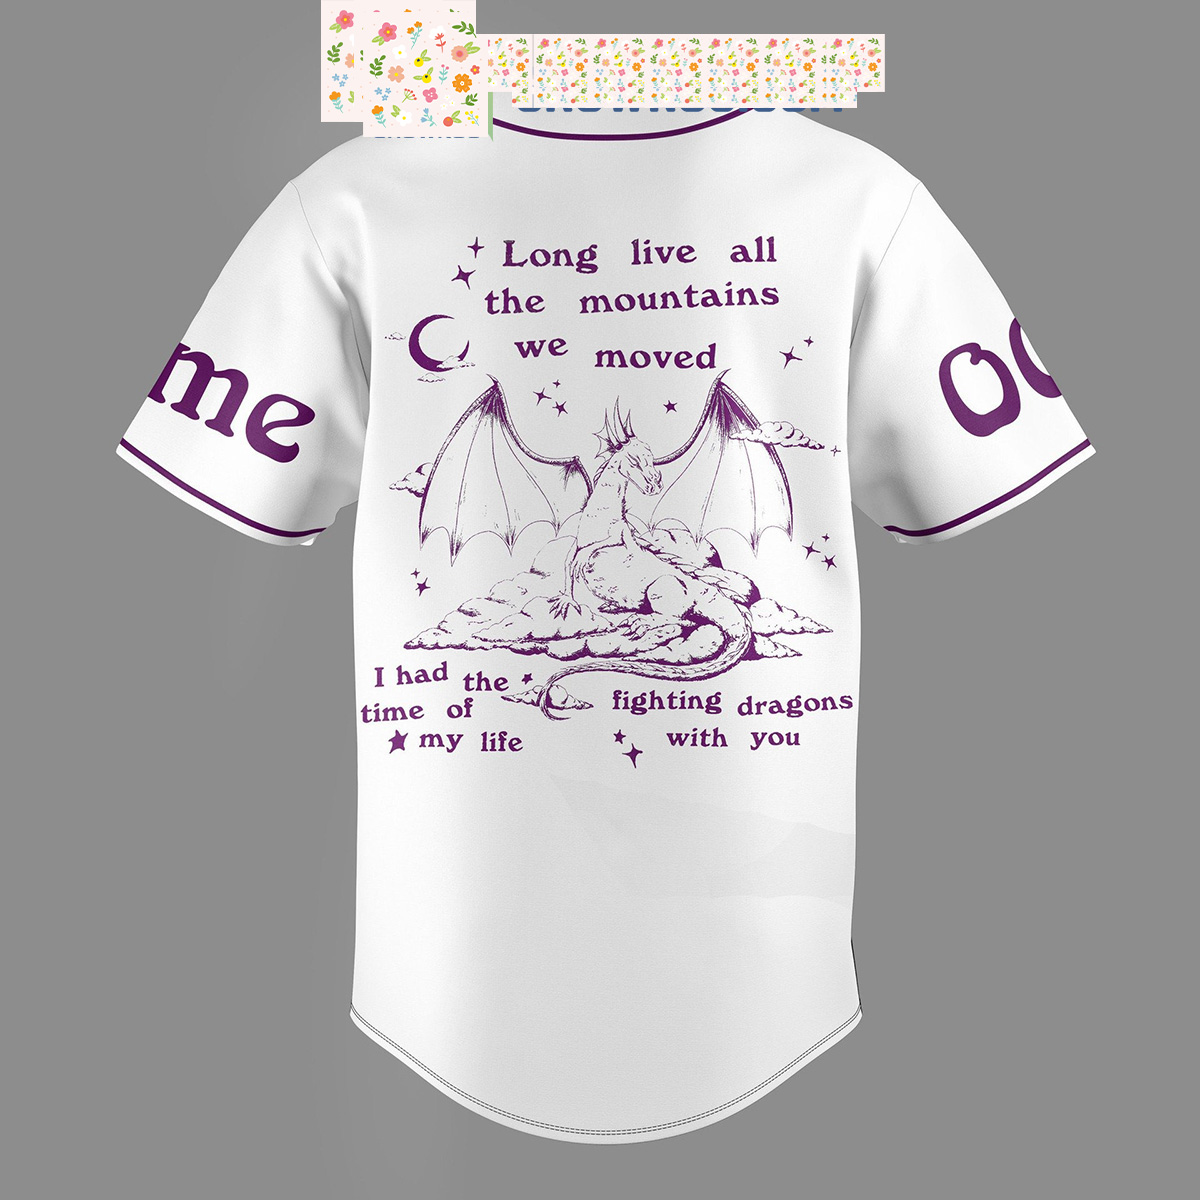 Long live all
the mountains
we moved
me
00
I had the
time of
my life
fighting dragons
with you